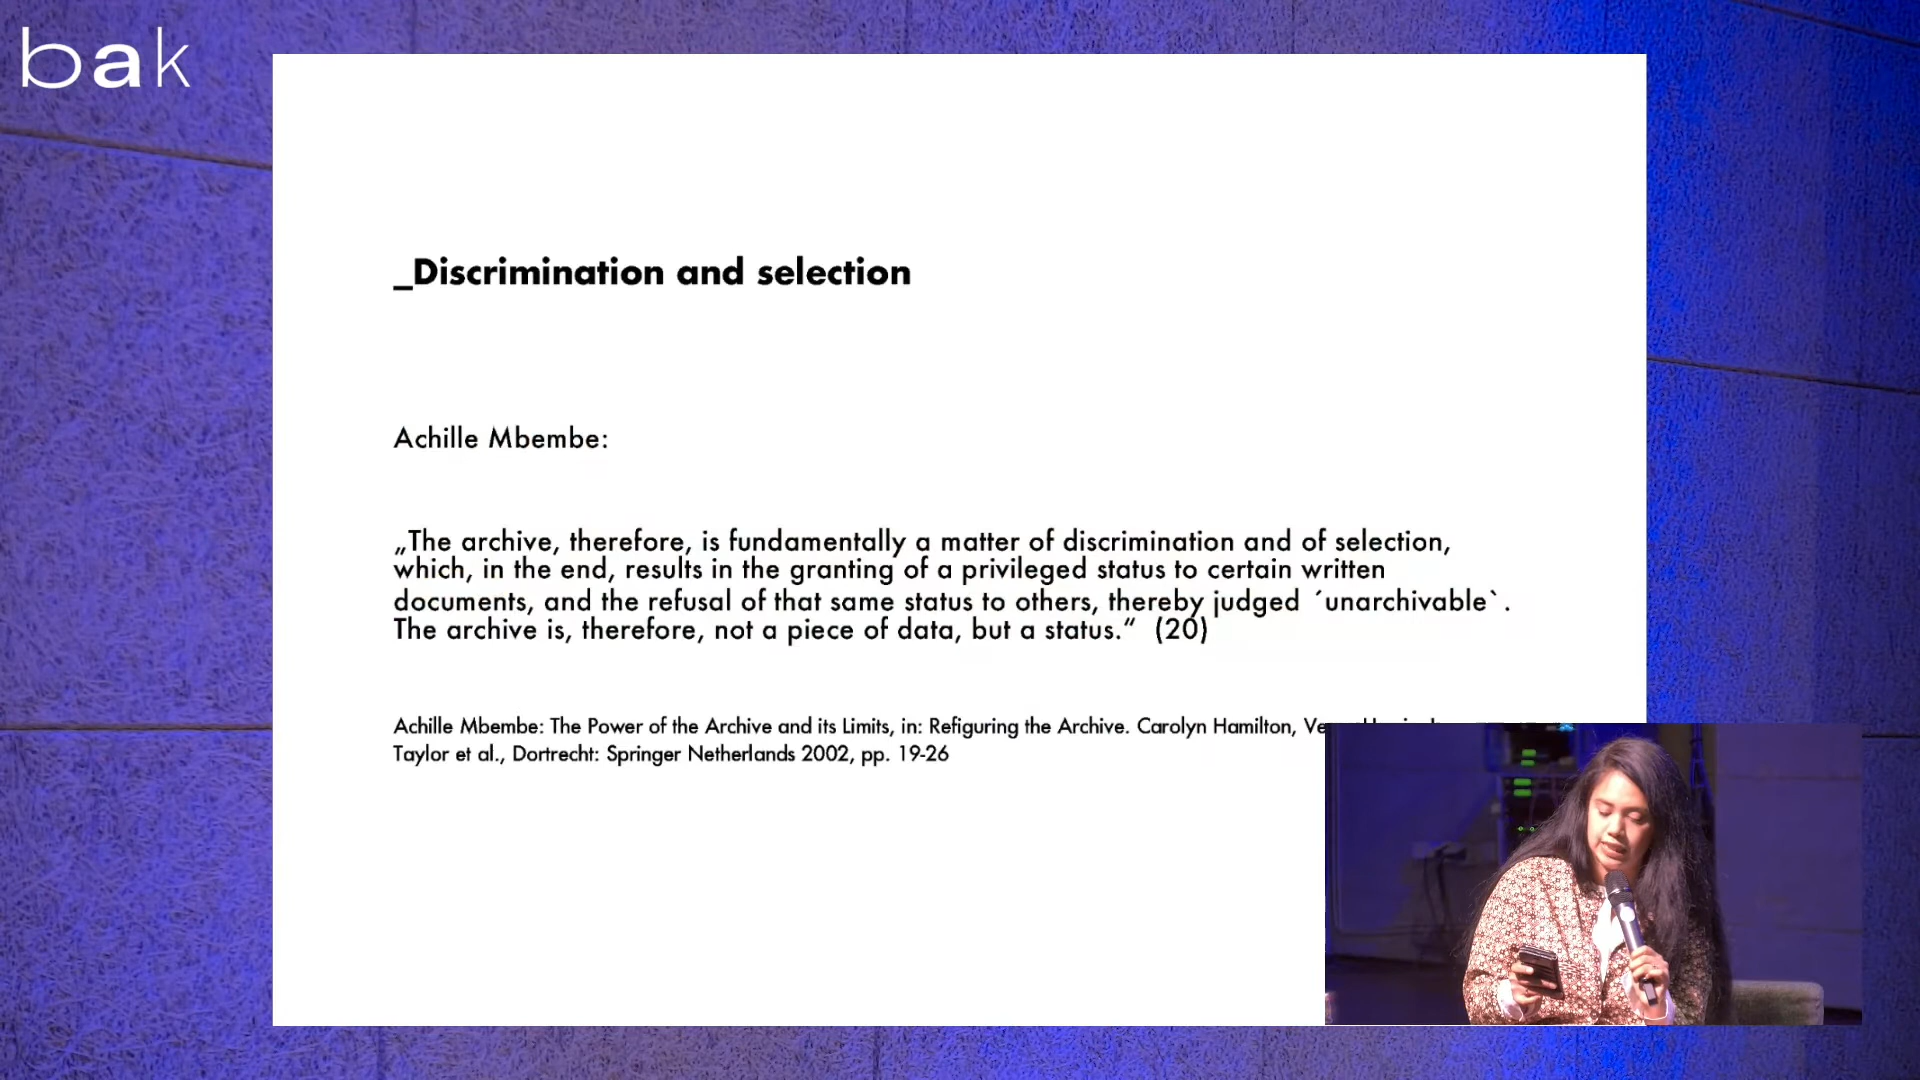 bak
_Discrimination and selection
Achille Mbembe:
„The archive, therefore, is fundamentally a matter of discrimination and of selection,
which, in the end, results in the granting of a privileged status to certain written
documents, and the refusal of that same status to others, thereby judged ´unarchivable`.
The archive is, therefore, not a piece of data, but a status.“ (20)
Achille Mbembe: The Power of the Archive and its Limits, in: Refiguring the Archive. Carolyn Hamilton,
Taylor et al., Dortrecht: Springer Netherlands 2002, pp. 19-26